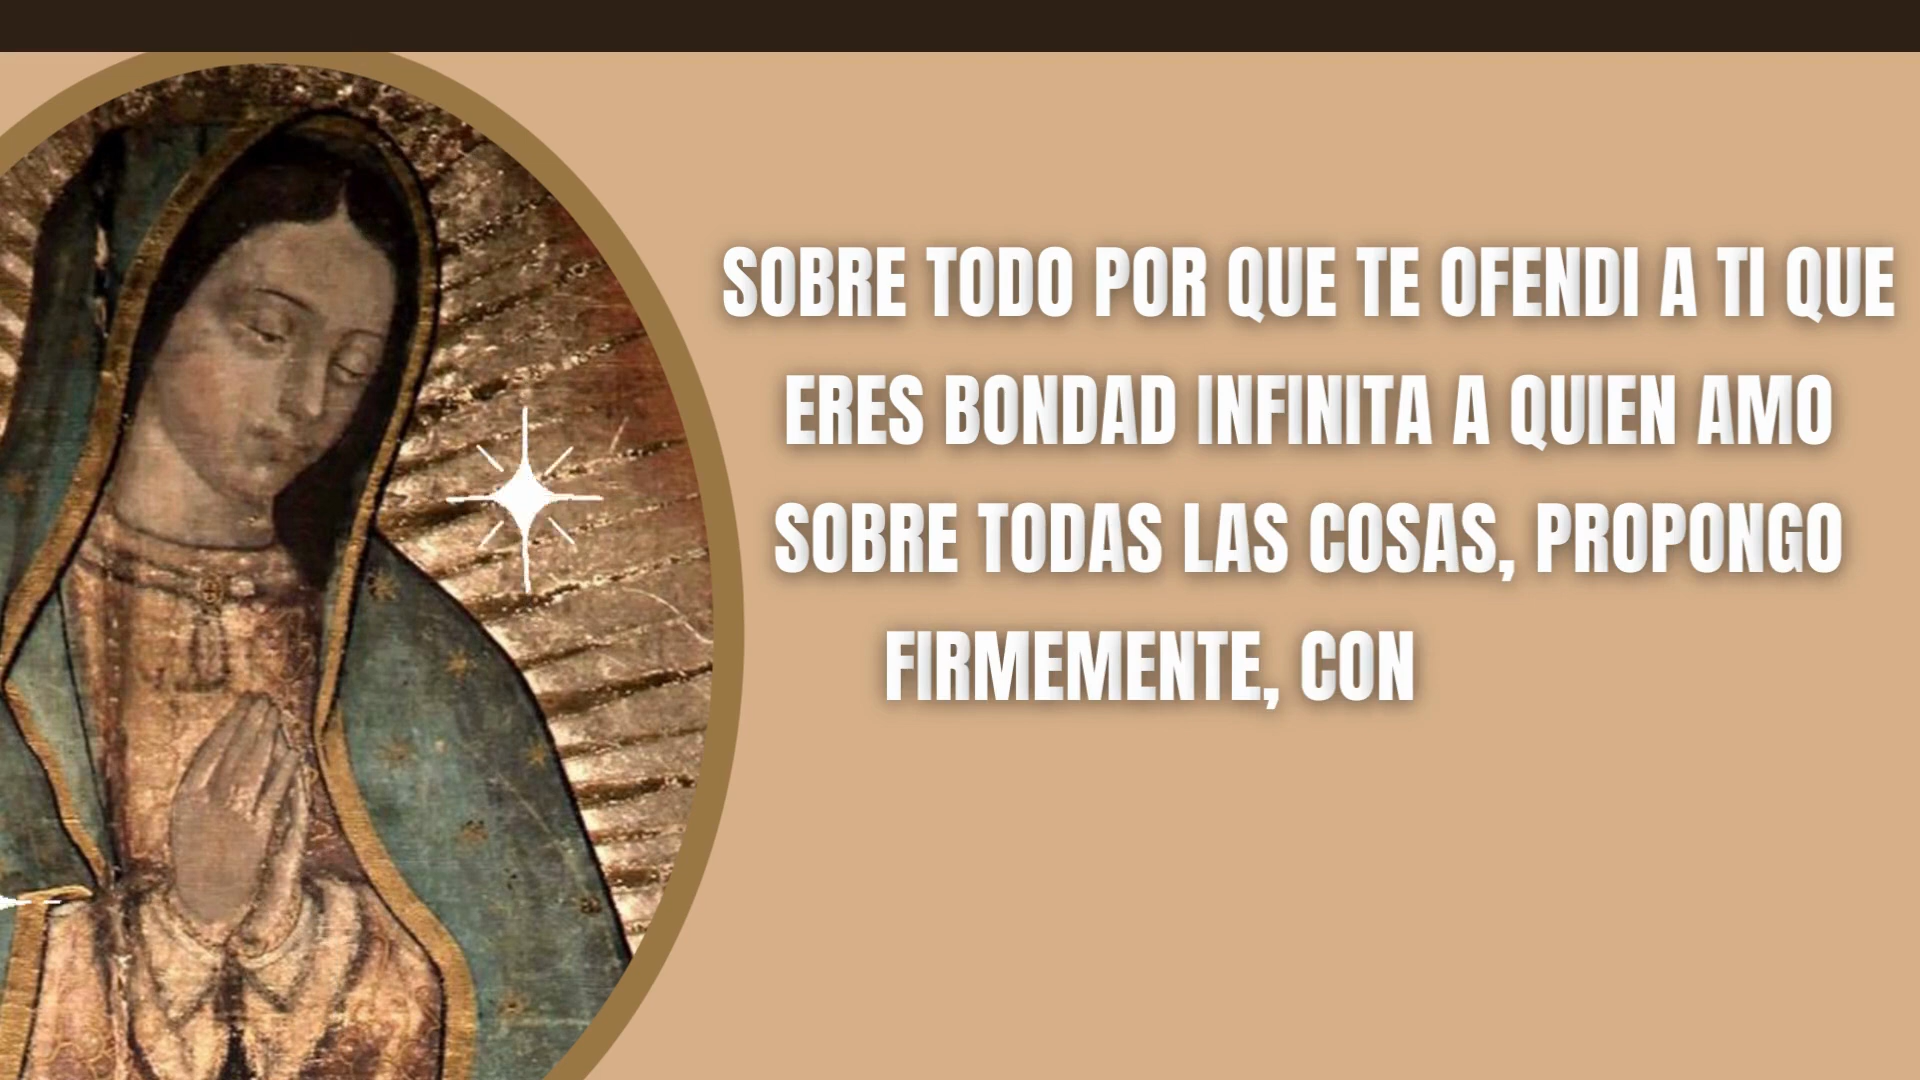 SOBRE TODO POR QUE TE OFENDI A TI QUE
ERES BONDAD INFINITA A QUIEN AMO
SOBRE TODAS LAS COSAS, PROPONGO
FIRMEMENTE, CON